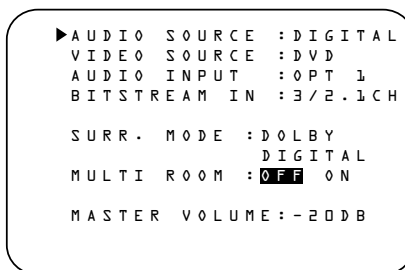 ▶AUDIO SOURCE :DIGITAL
VIDEO SOURCE :DVD
AUDIO INPUT :OPT 1
BITSTREAM IN :3/2.1CH
SURR. MODE :DOLBY
DIGITAL
MULTI ROOM :OFF ON
MASTER VOLUME:-20DB